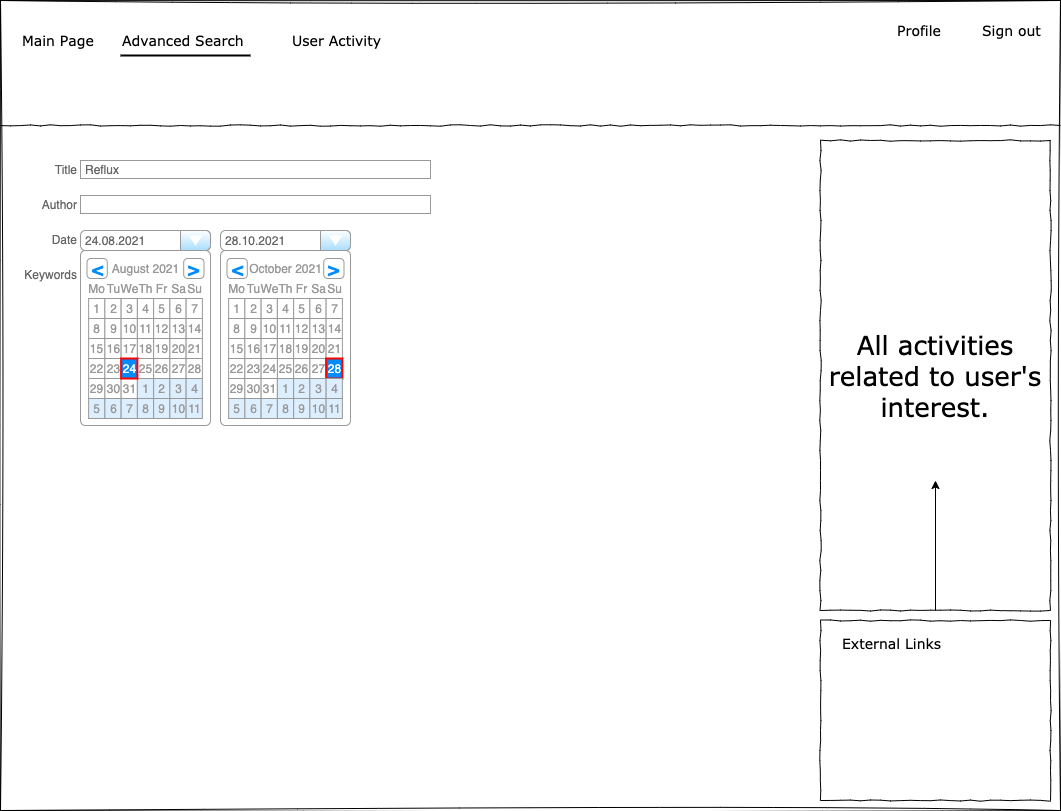 Main Page Advanced Search User Activity Profile Sign out
Title Reflux
Author
Date 24.08.2021 28.10.2021
Keywords
< August 2021 >
Mo Tu We Th Fr Sa Su
1 2 3 4 5 6 7
8 9 10 11 12 13 14
15 16 17 18 19 20 21
22 23 24 25 26 27 28
29 30 31 1 2 3 4
5 6 7 8 9 10 11
< October 2021 >
Mo Tu We Th Fr Sa Su
1 2 3 4 5 6 7
8 9 10 11 12 13 14
15 16 17 18 19 20 21
22 23 24 25 26 27 28
29 30 31 1 2 3 4
5 6 7 8 9 10 11
All activities
related to user's
interest.
External Links